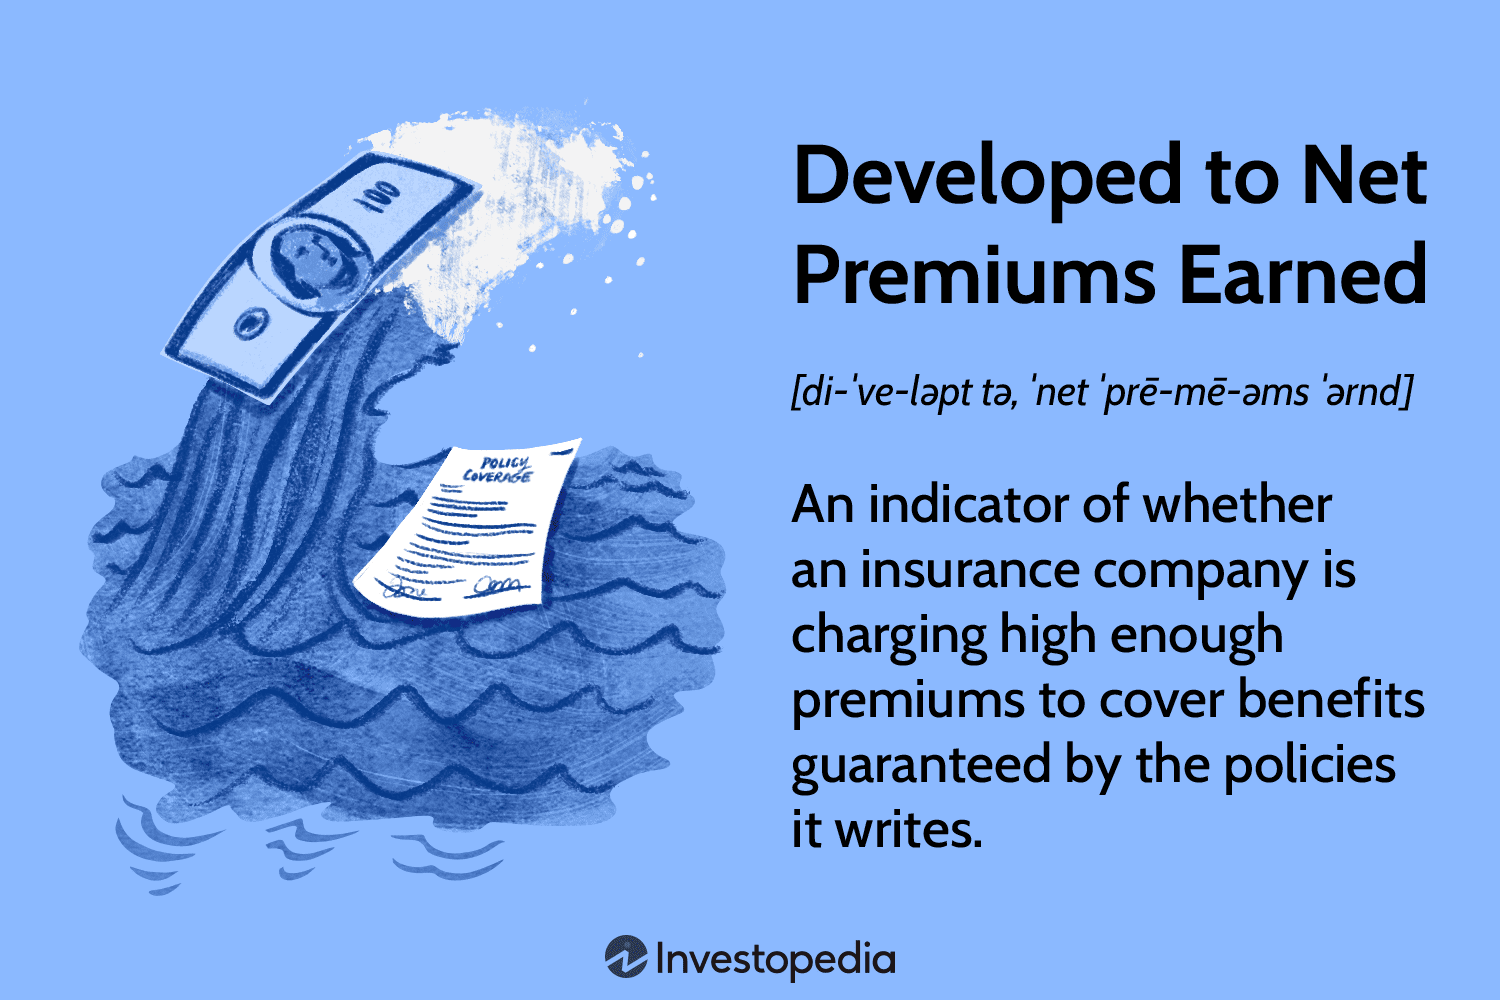 100
0
POLICY
COVERAGE
Developed to Net
Premiums Earned
[di-ˈve-ləpt tə, ˈnet ˈprē-mē-əms ˈərnd]
An indicator of whether
an insurance company is
charging high enough
premiums to cover benefits
guaranteed by the policies
it writes.
Investopedia